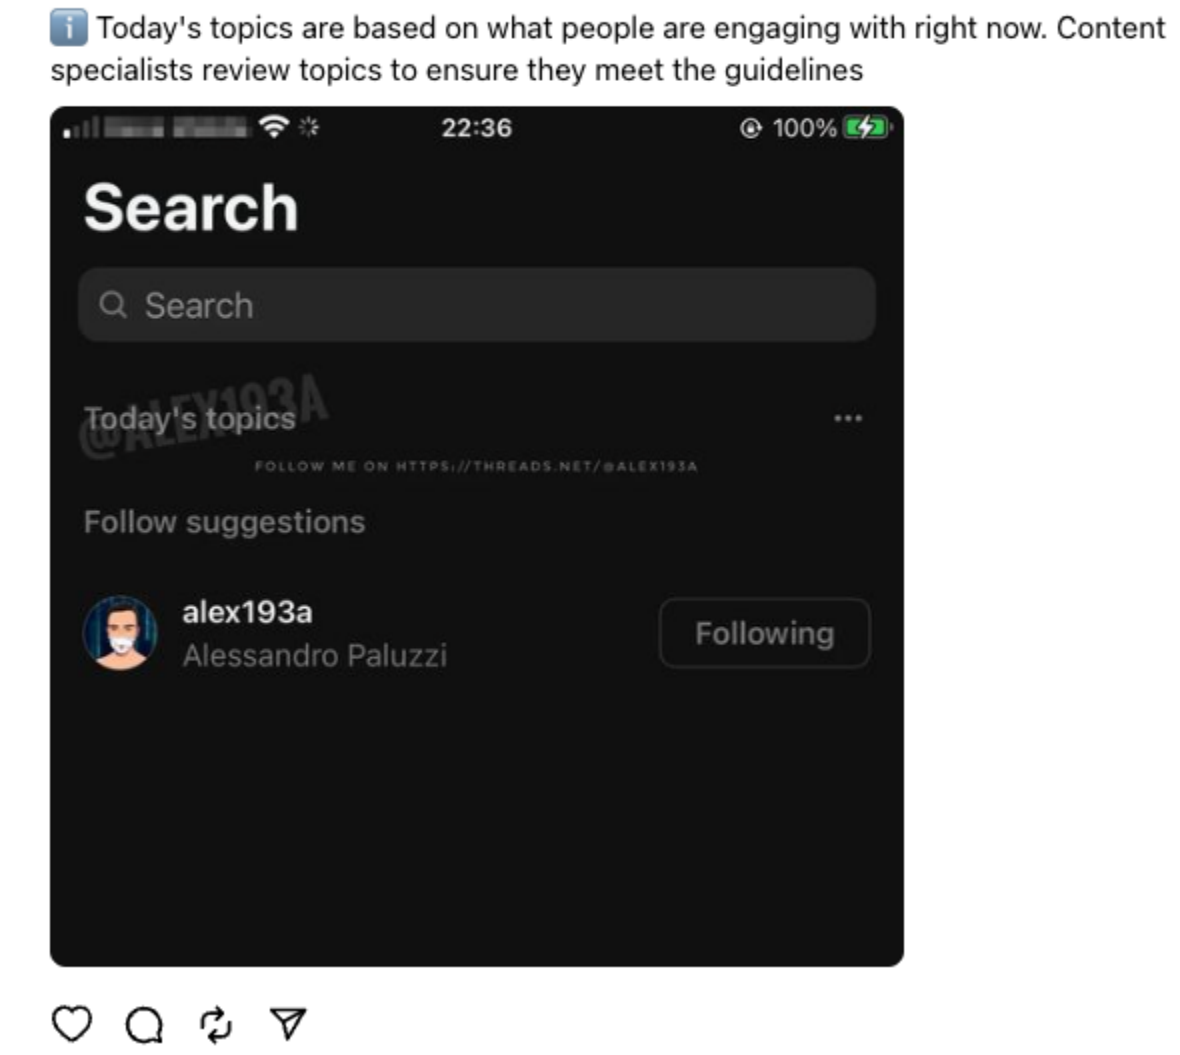 ℹ️ Today's topics are based on what people are engaging with right now. Content
specialists review topics to ensure they meet the guidelines
22:36
100%
Search
Search
@ALEX193A
Today's topics
FOLLOW ME ON HTTPS://THREADS.NET/@ALEX193A
Follow suggestions
alex193a
Alessandro Paluzzi
Following